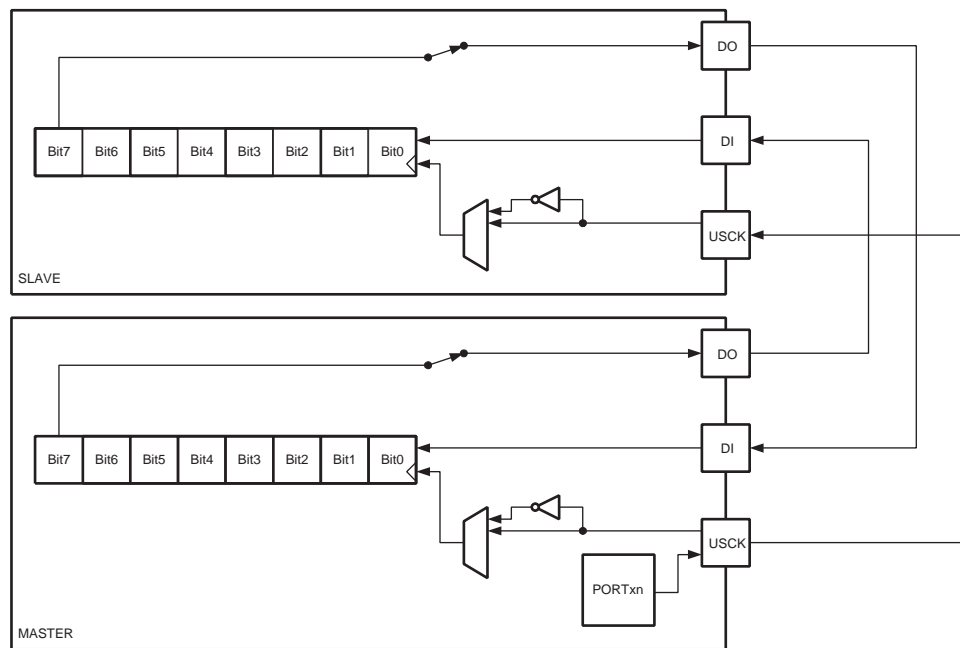 DO
DI
Bit7 Bit6 Bit5 Bit4 Bit3 Bit2 Bit1 Bit0
USCK
SLAVE
DO
DI
Bit7 Bit6 Bit5 Bit4 Bit3 Bit2 Bit1 Bit0
USCK
PORTxn
MASTER